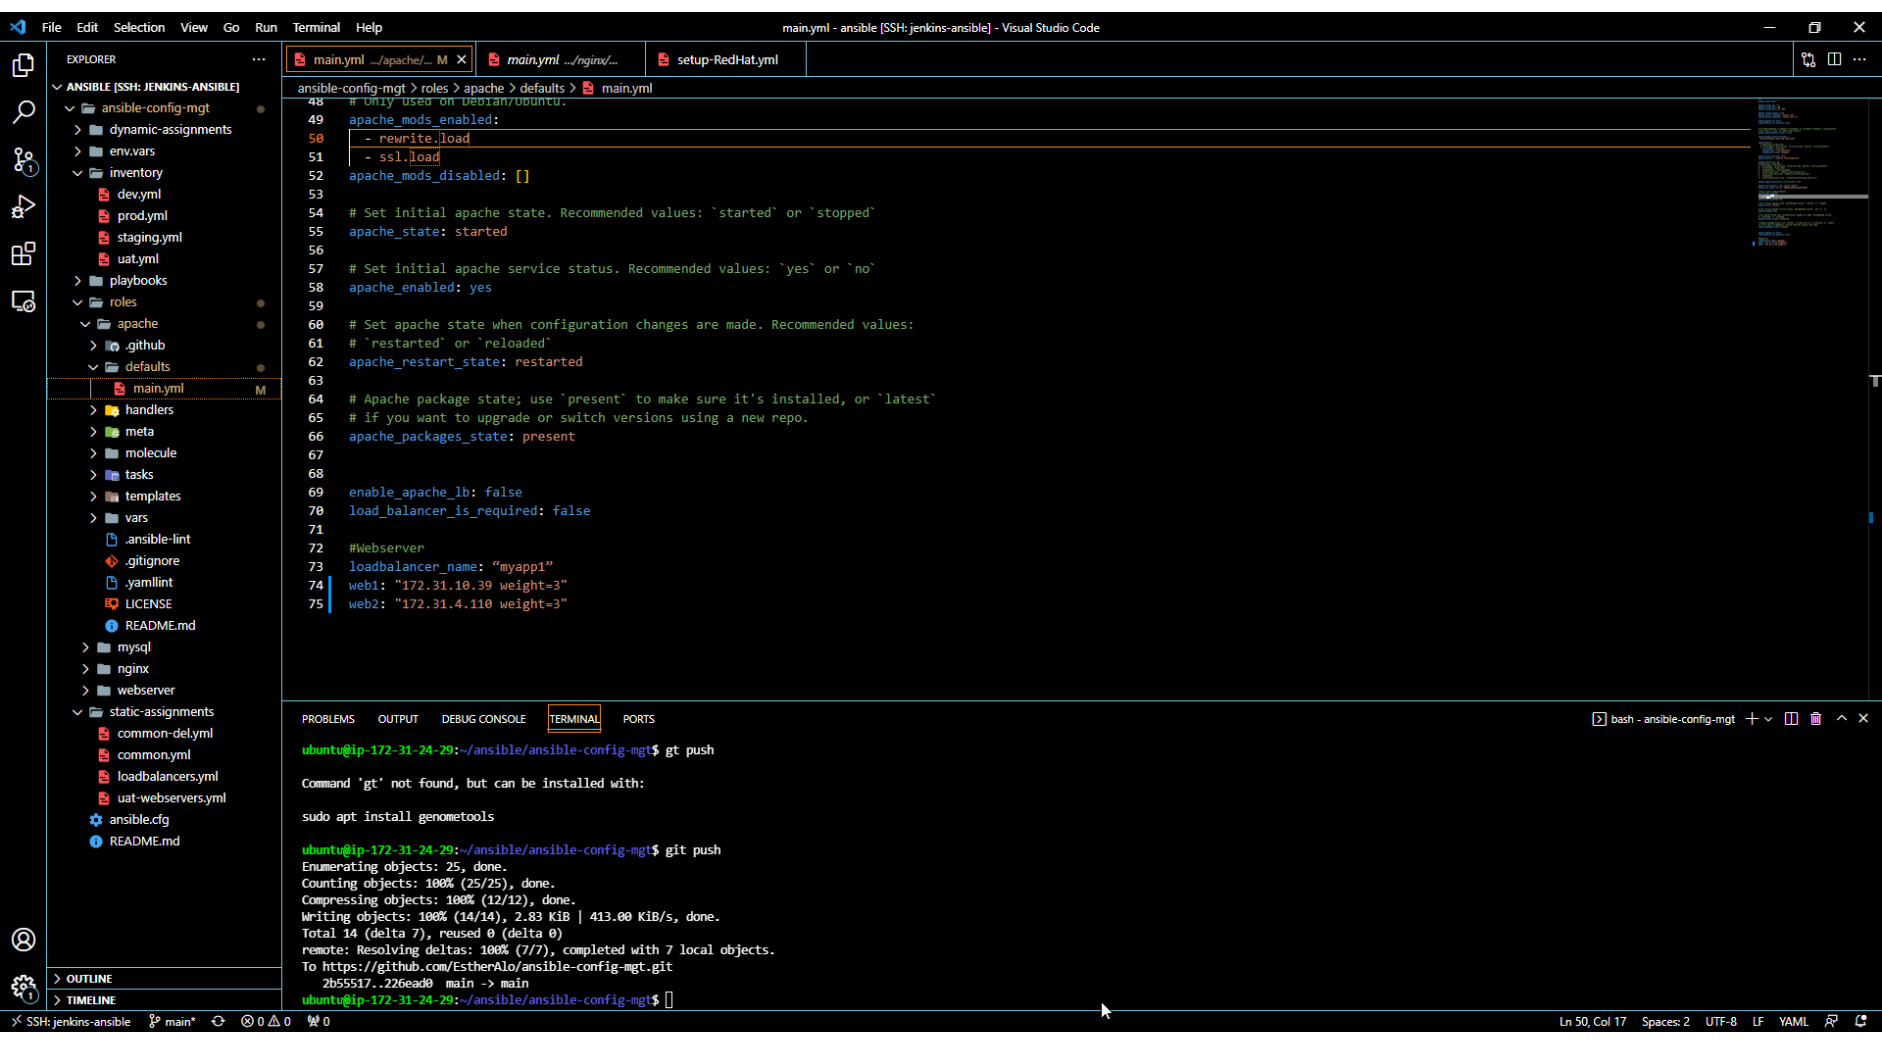 File Edit Selection View Go Run Terminal Help
main.yml - ansible [SSH: jenkins-ansible] - Visual Studio Code
EXPLORER
ANSIBLE [SSH: JENKINS-ANSIBLE]
ansible-config-mgt
dynamic-assignments
env.vars
inventory
dev.yml
prod.yml
staging.yml
uat.yml
playbooks
roles
apache
.github
defaults
main.yml M
handlers
meta
molecule
tasks
templates
vars
.ansible-lint
.gitignore
.yamllint
LICENSE
README.md
mysql
nginx
webserver
static-assignments
common-del.yml
common.yml
loadbalancers.yml
uat-webservers.yml
ansible.cfg
README.md
OUTLINE
TIMELINE
main.yml .../apache/... M
main.yml .../nginx/...
setup-RedHat.yml
ansible-config-mgt > roles > apache > defaults > main.yml
48 # Only used on Debian/Ubuntu.
49 apache_mods_enabled:
50 - rewrite.load
51 - ssl.load
52 apache_mods_disabled: []
53
54 # Set initial apache state. Recommended values: `started` or `stopped`
55 apache_state: started
56
57 # Set initial apache service status. Recommended values: `yes` or `no`
58 apache_enabled: yes
59
60 # Set apache state when configuration changes are made. Recommended values:
61 # `restarted` or `reloaded`
62 apache_restart_state: restarted
63
64 # Apache package state; use `present` to make sure it's installed, or `latest`
65 # if you want to upgrade or switch versions using a new repo.
66 apache_packages_state: present
67
68
69 enable_apache_lb: false
70 load_balancer_is_required: false
71
72 #Webserver
73 loadbalancer_name: “myapp1”
74 web1: "172.31.10.39 weight=3"
75 web2: "172.31.4.110 weight=3"
PROBLEMS OUTPUT DEBUG CONSOLE TERMINAL PORTS
bash - ansible-config-mgt
ubuntu@ip-172-31-24-29:~/ansible/ansible-config-mgt$ gt push
Command 'gt' not found, but can be installed with:
sudo apt install genometools
ubuntu@ip-172-31-24-29:~/ansible/ansible-config-mgt$ git push
Enumerating objects: 25, done.
Counting objects: 100% (25/25), done.
Compressing objects: 100% (12/12), done.
Writing objects: 100% (14/14), 2.83 KiB | 413.00 KiB/s, done.
Total 14 (delta 7), reused 0 (delta 0)
remote: Resolving deltas: 100% (7/7), completed with 7 local objects.
To https://github.com/EstherAlo/ansible-config-mgt.git
2b55517..226ead0 main -> main
ubuntu@ip-172-31-24-29:~/ansible/ansible-config-mgt$
SSH: jenkins-ansible main* 0 0 0
Ln 50, Col 17 Spaces: 2 UTF-8 LF YAML